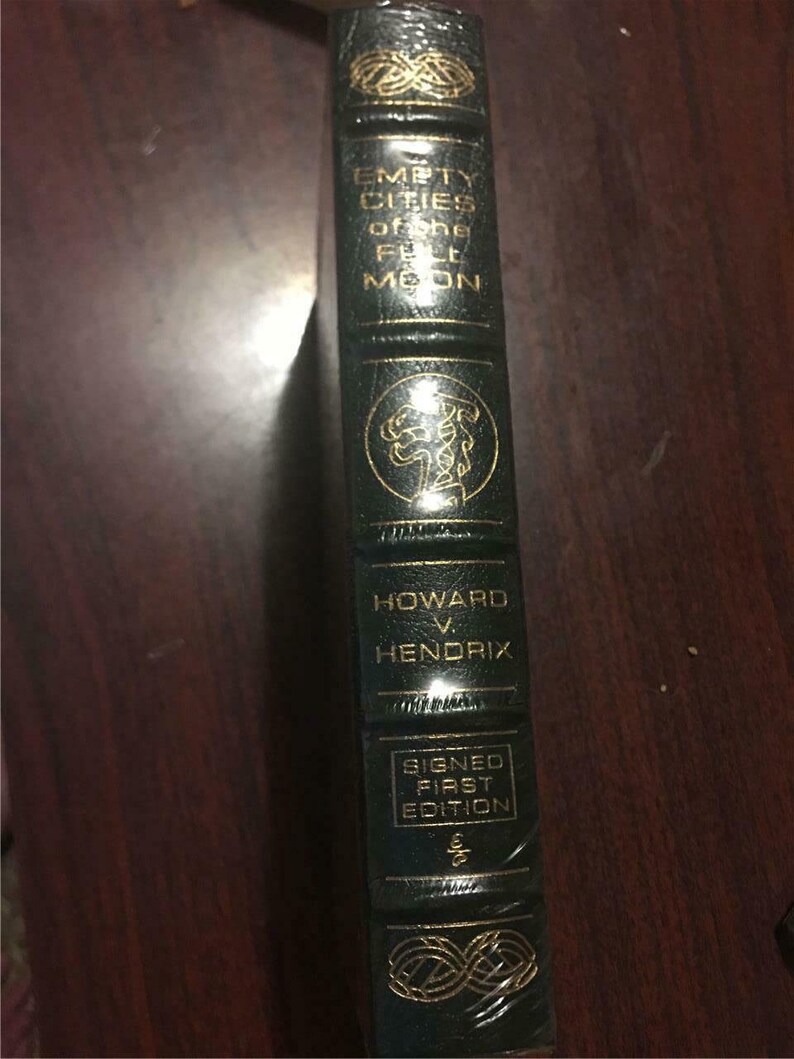 EMPTY
CITIES
of the
FULL
MOON
HOWARD
V.
HENDRIX
SIGNED
FIRST
EDITION